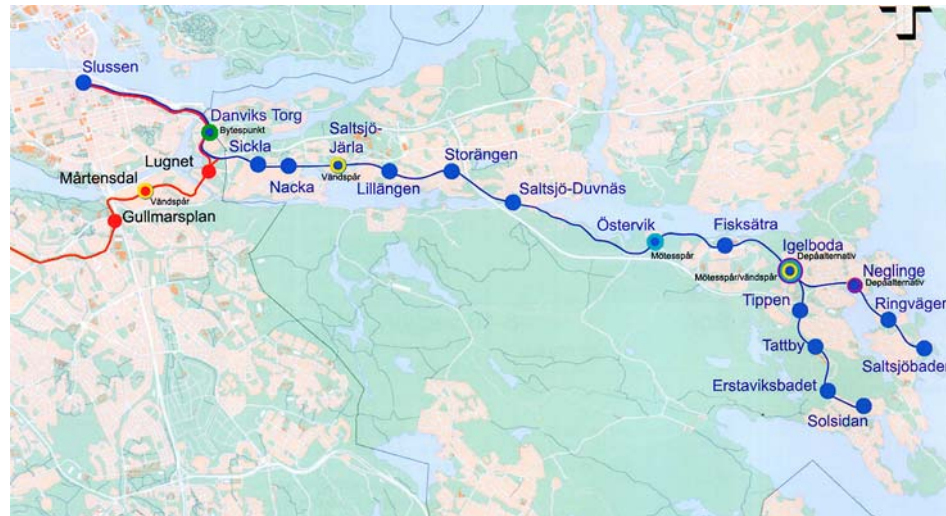 Slussen
Danviks Torg
Bytespunkt
Sickla
Saltsjö-
Järla
Vändspår
Storängen
Lugnet
Mårtensdal
Vändspår
Nacka
Lillängen
Saltsjö-Duvnäs
Gullmarsplan
Östervik
Mötesspår
Fisksätra
Igelboda
Depåalternativ
Mötesspår/vändspår
Neglinge
Depåalternativ
Tippen
Ringvägen
Tattby
Saltsjöbaden
Erstaviksbadet
Solsidan